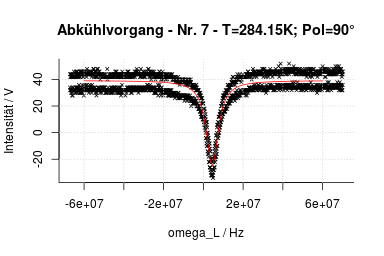 Abkühlvorgang - Nr. 7 - T=284.15K; Pol=90°
Intensität / V
40
20
0
-20
-6e+07 -2e+07 2e+07 6e+07
omega_L / Hz